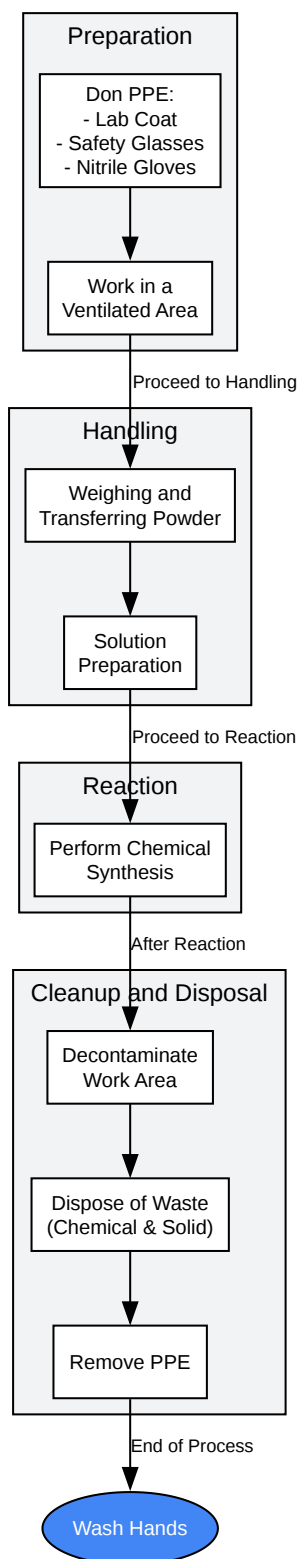 Preparation
Don PPE:
- Lab Coat
- Safety Glasses
- Nitrile Gloves
Work in a
Ventilated Area
Proceed to Handling
Handling
Weighing and
Transferring Powder
Solution
Preparation
Proceed to Reaction
Reaction
Perform Chemical
Synthesis
After Reaction
Cleanup and Disposal
Decontaminate
Work Area
Dispose of Waste
(Chemical & Solid)
Remove PPE
End of Process
Wash Hands